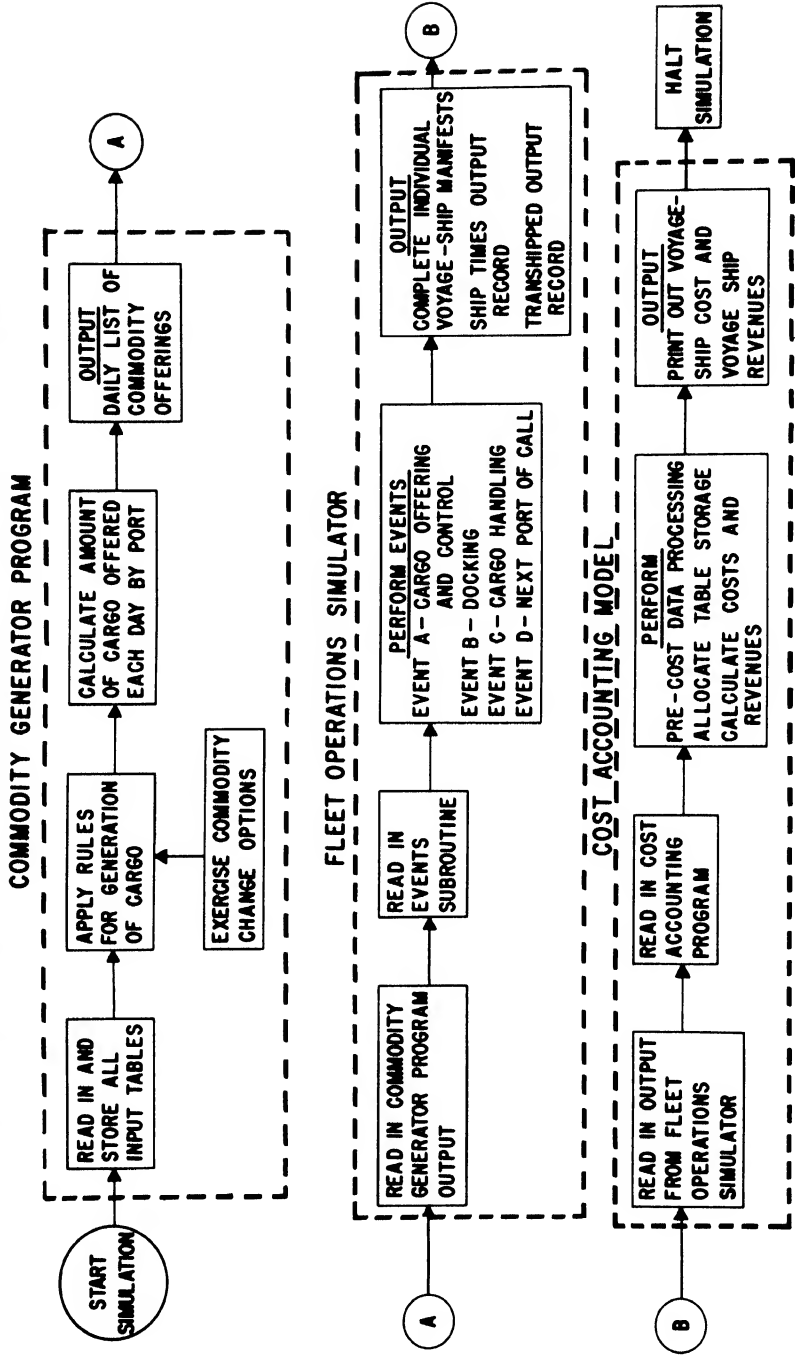 COMMODITY GENERATOR PROGRAM
START
SIMULATION
READ IN AND
STORE ALL
INPUT TABLES
APPLY RULES
FOR GENERATION
OF CARGO
EXERCISE COMMODITY
CHANGE OPTIONS
CALCULATE AMOUNT
OF CARGO OFFERED
EACH DAY BY PORT
OUTPUT
DAILY LIST OF
COMMODITY
OFFERINGS
A
FLEET OPERATIONS SIMULATOR
A
READ IN COMMODITY
GENERATOR PROGRAM
OUTPUT
READ IN
EVENTS
SUBROUTINE
PERFORM EVENTS
EVENT A - CARGO OFFERING
AND CONTROL
EVENT B - DOCKING
EVENT C - CARGO HANDLING
EVENT D - NEXT PORT OF CALL
OUTPUT
COMPLETE INDIVIDUAL
VOYAGE-SHIP MANIFESTS
SHIP TIMES OUTPUT
RECORD
TRANSHIPPED OUTPUT
RECORD
B
COST ACCOUNTING MODEL
B
READ IN OUTPUT
FROM FLEET
OPERATIONS
SIMULATOR
READ IN COST
ACCOUNTING
PROGRAM
PERFORM
PRE-COST DATA PROCESSING
ALLOCATE TABLE STORAGE
CALCULATE COSTS AND
REVENUES
OUTPUT
PRINT OUT VOYAGE-
SHIP COST AND
VOYAGE SHIP
REVENUES
HALT
SIMULATION